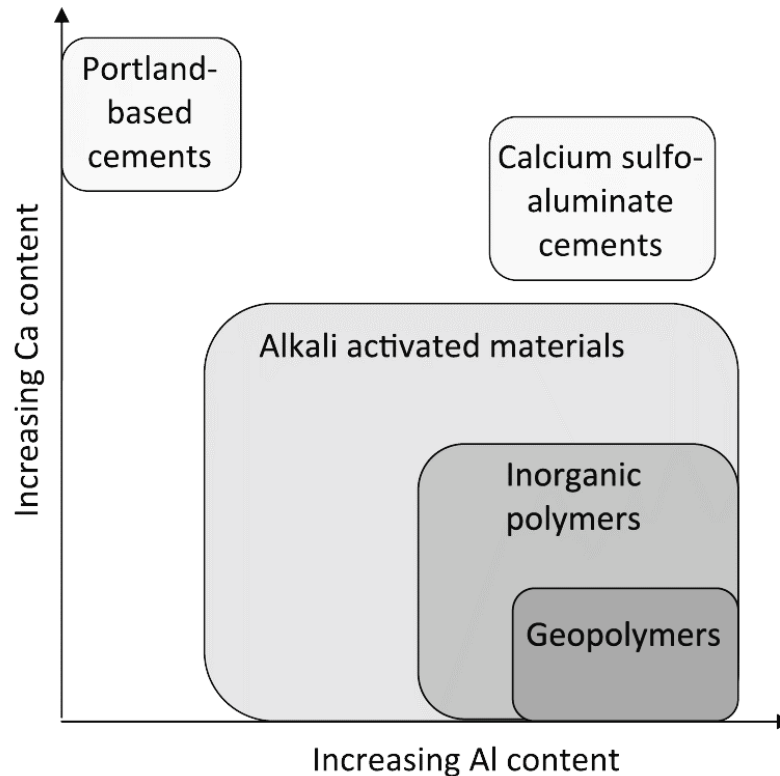 Portland-
based
cements
Calcium sulfo-
aluminate
cements
Increasing Ca content
Alkali activated materials
Inorganic
polymers
Geopolymers
Increasing Al content